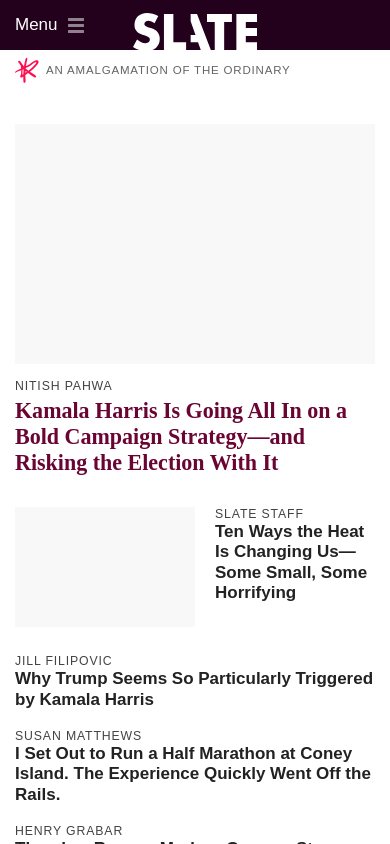 Menu
SLATE
AN AMALGAMATION OF THE ORDINARY
NITISH PAHWA
Kamala Harris Is Going All In on a
Bold Campaign Strategy—and
Risking the Election With It
SLATE STAFF
Ten Ways the Heat
Is Changing Us—
Some Small, Some
Horrifying
JILL FILIPOVIC
Why Trump Seems So Particularly Triggered
by Kamala Harris
SUSAN MATTHEWS
I Set Out to Run a Half Marathon at Coney
Island. The Experience Quickly Went Off the
Rails.
HENRY GRABAR